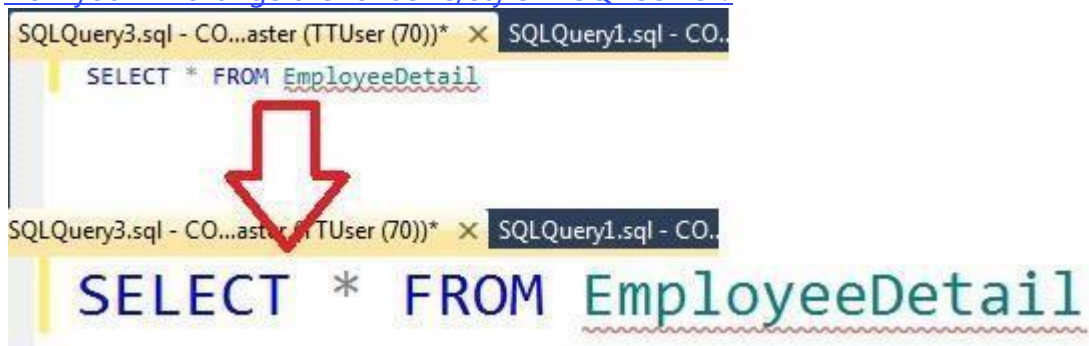 SQLQuery3.sql - CO...aster (TTUser (70))* × SQLQuery1.sql - CO..
SELECT * FROM EmployeeDetail
SQLQuery3.sql - CO...aster (TTUser (70))* × SQLQuery1.sql - CO..
SELECT * FROM EmployeeDetail